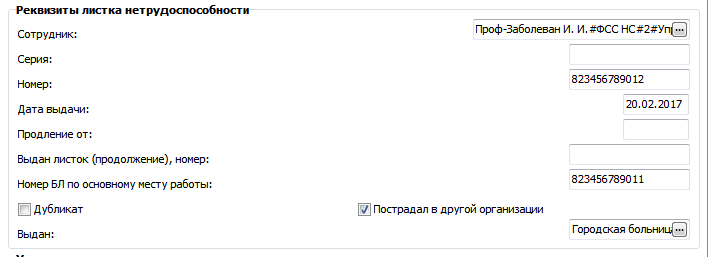 Реквизиты листка нетрудоспособности
Сотрудник: Проф-Заболеван И. И. #ФСС НС#2#Упр ...
Серия:
Номер: 823456789012
Дата выдачи: 20.02.2017
Продление от:
Выдан листок (продолжение), номер:
Номер БЛ по основному месту работы: 823456789011
Дубликат Пострадал в другой организации
Выдан: Городская больница ...